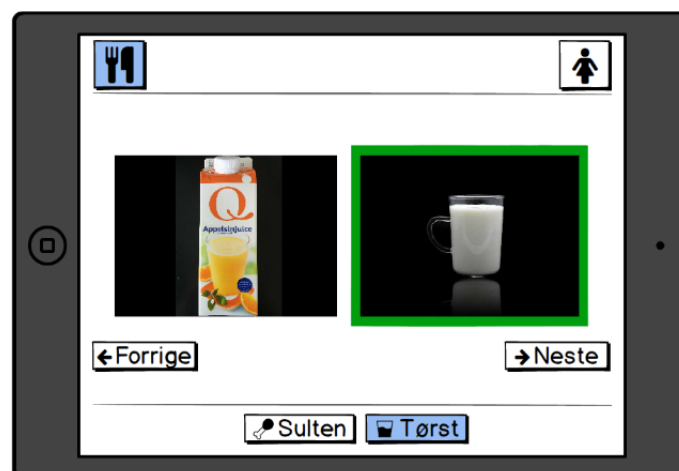 Q
Appelsinjuice
←Forrige
→Neste
Sulten
Tørst